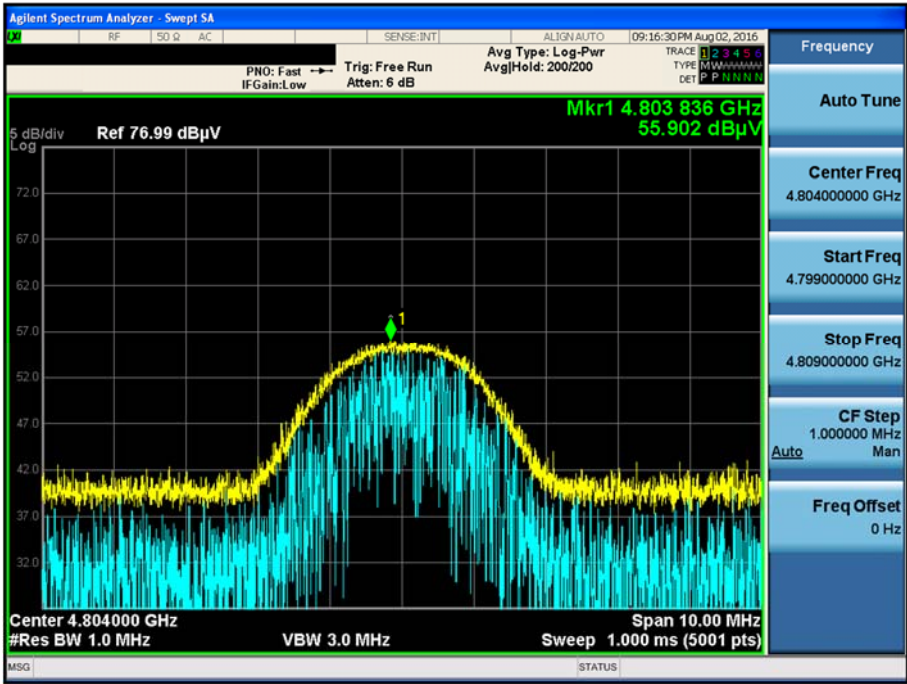 Agilent Spectrum Analyzer - Swept SA
RF 50 Ω AC SENSE:INT ALIGN AUTO 09:16:30 PM Aug 02, 2016
Frequency
Avg Type: Log-Pwr
TRACE 1 2 3 4 5 6
PNO: Fast Trig: Free Run Avg|Hold: 200/200
TYPE M WWWWW
IFGain:Low Atten: 6 dB
DET P P N N N N
Auto Tune
Mkr1 4.803 836 GHz
55.902 dBµV
5 dB/div Ref 76.99 dBµV
Log
Center Freq
4.804000000 GHz
72.0
67.0
Start Freq
4.799000000 GHz
62.0
1
57.0
Stop Freq
4.809000000 GHz
52.0
47.0
CF Step
1.000000 MHz
Auto Man
42.0
37.0
Freq Offset
0 Hz
32.0
Center 4.804000 GHz Span 10.00 MHz
#Res BW 1.0 MHz VBW 3.0 MHz Sweep 1.000 ms (5001 pts)
MSG STATUS